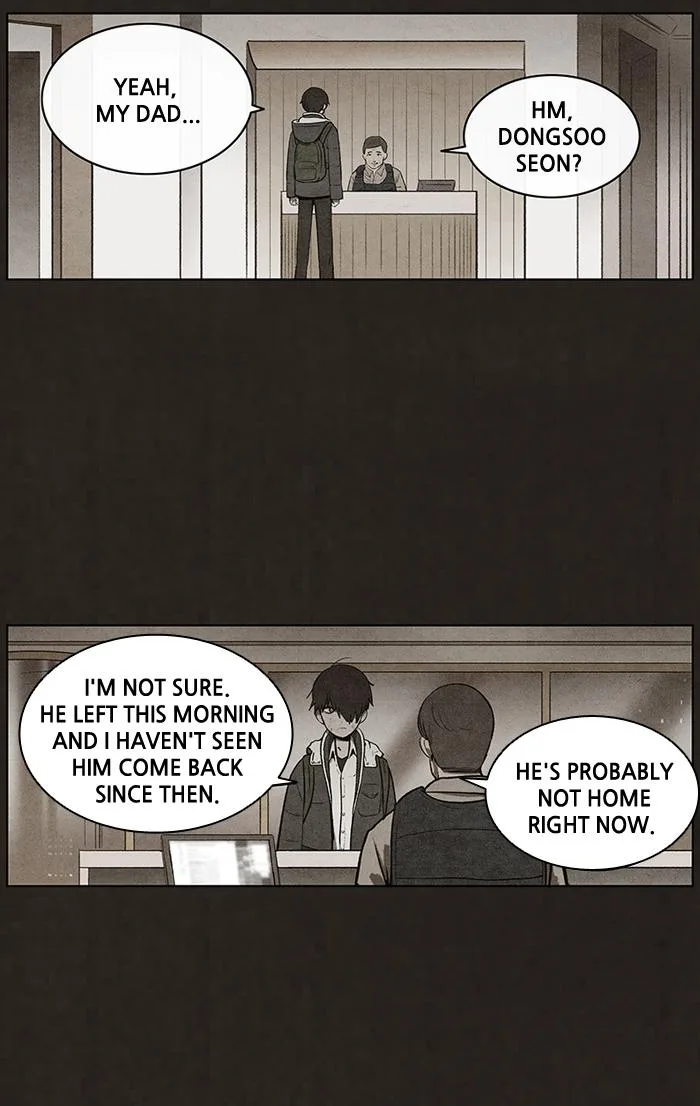 YEAH,
MY DAD...
HM,
DONGSOO
SEON?
I'M NOT SURE.
HE LEFT THIS MORNING
AND I HAVEN'T SEEN
HIM COME BACK
SINCE THEN.
HE'S PROBABLY
NOT HOME
RIGHT NOW.